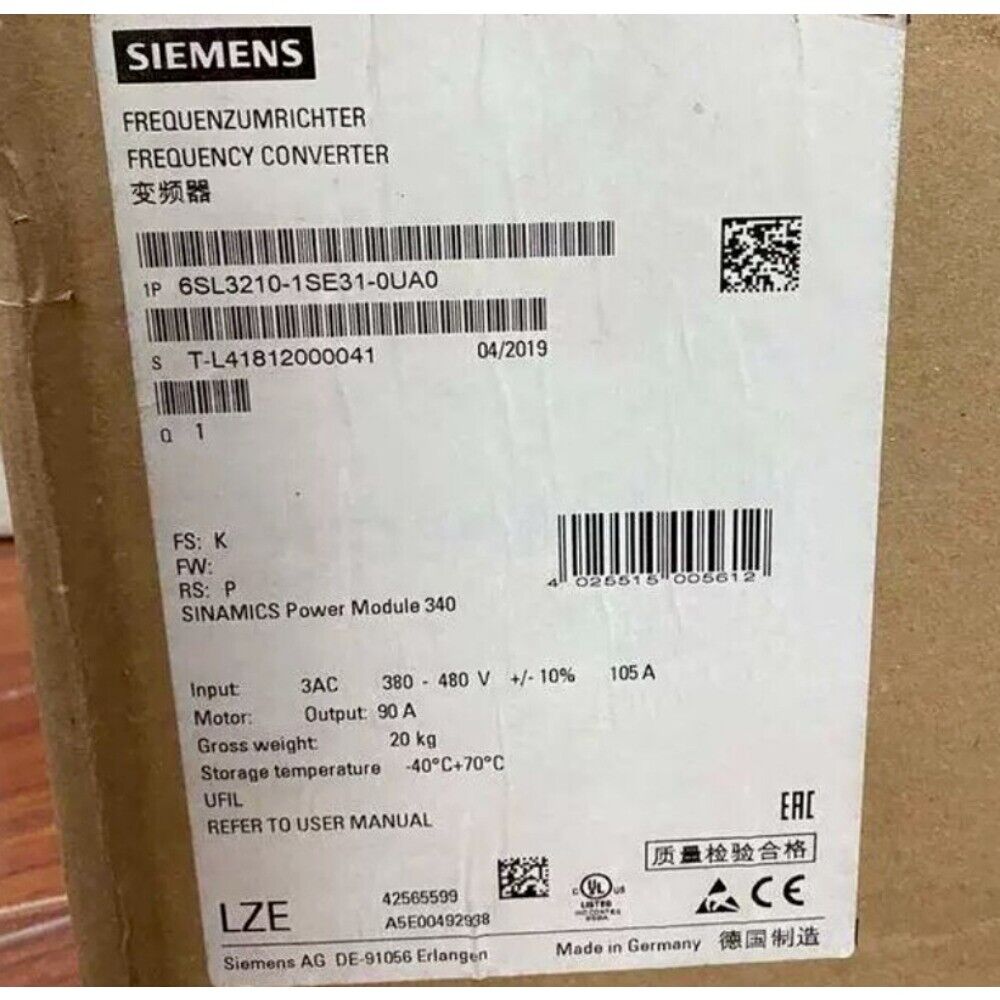 SIEMENS
FREQUENZUMRICHTER
FREQUENCY CONVERTER
变频器
1P 6SL3210-1SE31-0UA0
S T-L41812000041 04/2019
Q 1
FS: K
FW:
RS: P
SINAMICS Power Module 340
4 025515 005612
Input: 3AC 380 - 480 V +/- 10% 105 A
Motor: Output: 90 A
Gross weight: 20 kg
Storage temperature -40°C+70°C
UFIL
REFER TO USER MANUAL
EAC
质量检验合格
LZE
42565599
A5E00492938
C UL US
LISTED
CE
Siemens AG DE-91056 Erlangen
Made in Germany 德国制造